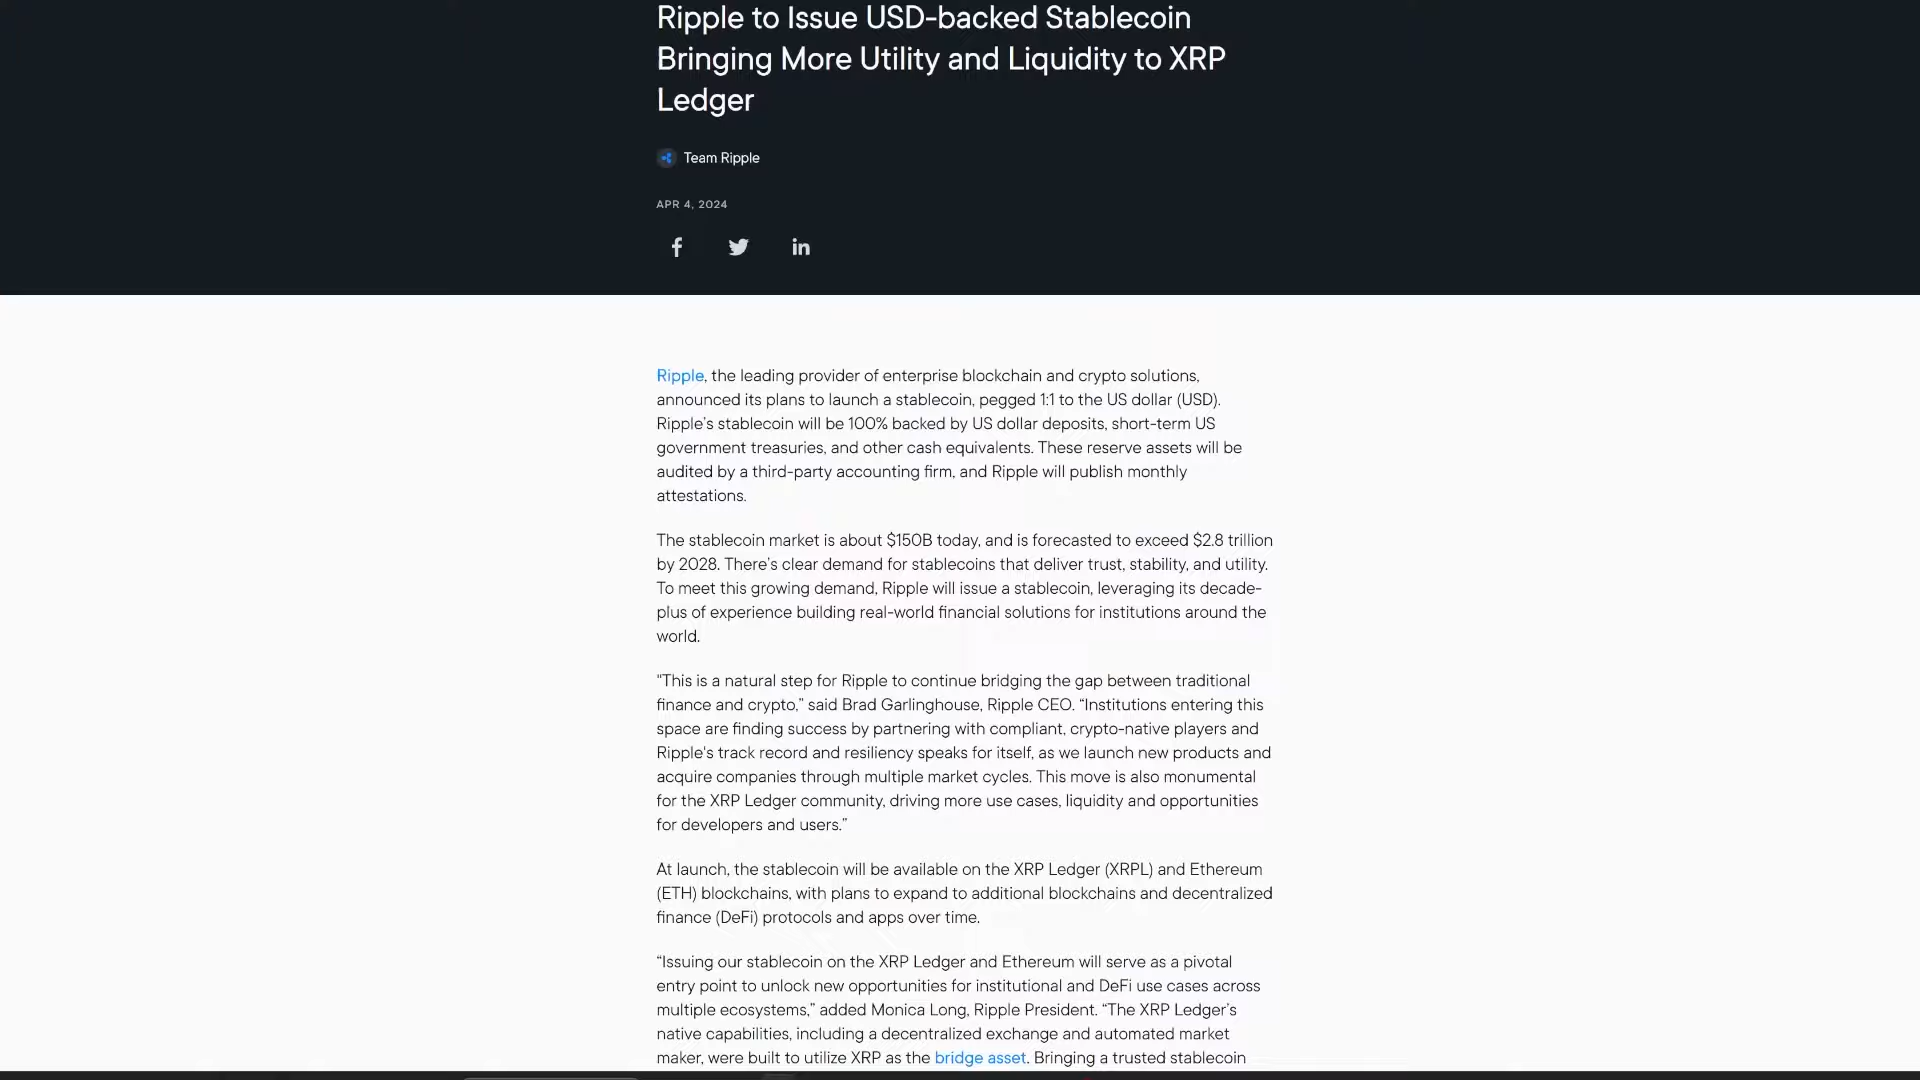 Ripple to Issue USD-backed Stablecoin
Bringing More Utility and Liquidity to XRP
Ledger
Team Ripple
APR 4, 2024
Ripple, the leading provider of enterprise blockchain and crypto solutions,
announced its plans to launch a stablecoin, pegged 1:1 to the US dollar (USD).
Ripple's stablecoin will be 100% backed by US dollar deposits, short-term US
government treasuries, and other cash equivalents. These reserve assets will be
audited by a third-party accounting firm, and Ripple will publish monthly
attestations.
The stablecoin market is about $150B today, and is forecasted to exceed $2.8 trillion
by 2028. There's clear demand for stablecoins that deliver trust, stability, and utility.
To meet this growing demand, Ripple will issue a stablecoin, leveraging its decade-
plus of experience building real-world financial solutions for institutions around the
world.
"This is a natural step for Ripple to continue bridging the gap between traditional
finance and crypto,” said Brad Garlinghouse, Ripple CEO. “Institutions entering this
space are finding success by partnering with compliant, crypto-native players and
Ripple's track record and resiliency speaks for itself, as we launch new products and
acquire companies through multiple market cycles. This move is also monumental
for the XRP Ledger community, driving more use cases, liquidity and opportunities
for developers and users.”
At launch, the stablecoin will be available on the XRP Ledger (XRPL) and Ethereum
(ETH) blockchains, with plans to expand to additional blockchains and decentralized
finance (DeFi) protocols and apps over time.
“Issuing our stablecoin on the XRP Ledger and Ethereum will serve as a pivotal
entry point to unlock new opportunities for institutional and DeFi use cases across
multiple ecosystems,” added Monica Long, Ripple President. “The XRP Ledger's
native capabilities, including a decentralized exchange and automated market
maker, were built to utilize XRP as the bridge asset. Bringing a trusted stablecoin